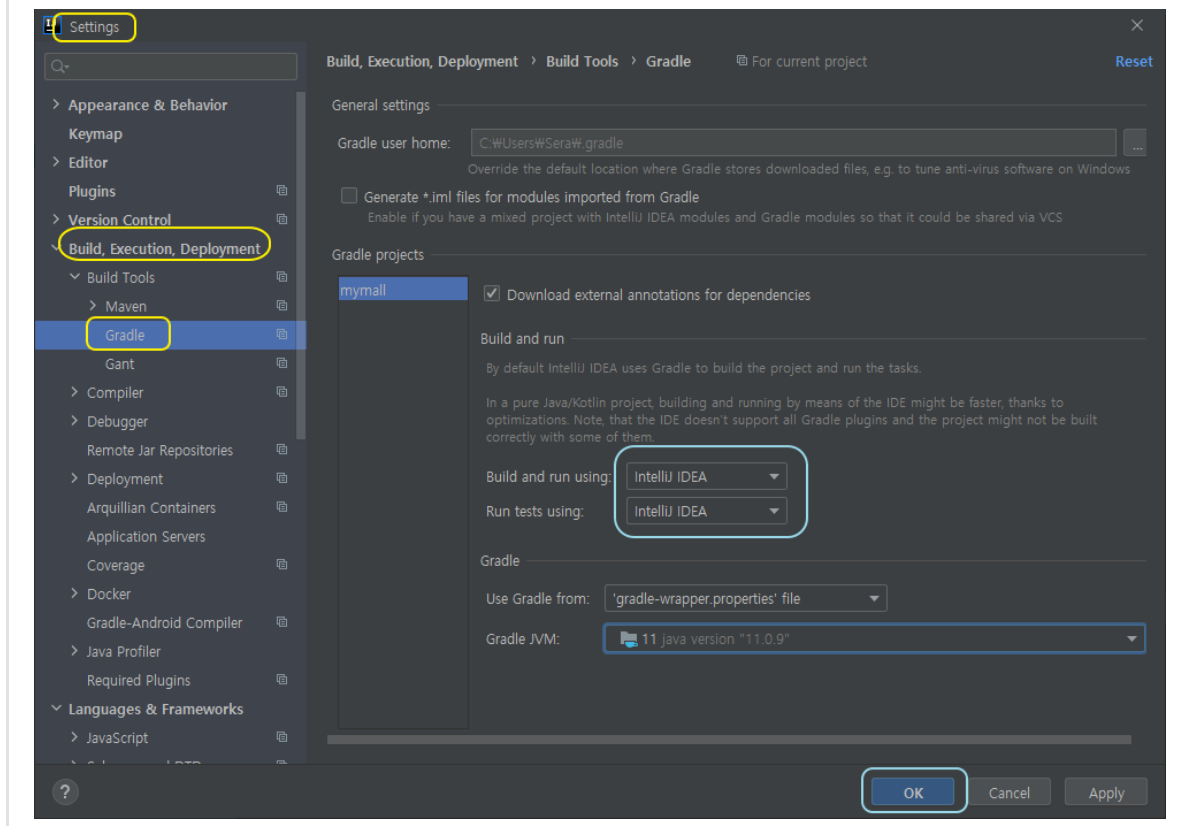 Settings
Build, Execution, Deployment › Build Tools › Gradle For current project Reset
Appearance & Behavior
Keymap
Editor
Plugins
Version Control
Build, Execution, Deployment
Build Tools
Maven
Gradle
Gant
Compiler
Debugger
Remote Jar Repositories
Deployment
Arquillian Containers
Application Servers
Coverage
Docker
Gradle-Android Compiler
Java Profiler
Required Plugins
Languages & Frameworks
JavaScript
General settings
Gradle user home: C:₩Users₩Sera₩.gradle ...
Override the default location where Gradle stores downloaded files, e.g. to tune anti-virus software on Windows
Generate *.iml files for modules imported from Gradle
Enable if you have a mixed project with IntelliJ IDEA modules and Gradle modules so that it could be shared via VCS
Gradle projects
mymall
Download external annotations for dependencies
Build and run
By default IntelliJ IDEA uses Gradle to build the project and run the tasks.
In a pure Java/Kotlin project, building and running by means of the IDE might be faster, thanks to
optimizations. Note, that the IDE doesn't support all Gradle plugins and the project might not be built
correctly with some of them.
Build and run using: IntelliJ IDEA
Run tests using: IntelliJ IDEA
Gradle
Use Gradle from: 'gradle-wrapper.properties' file
Gradle JVM: 11 java version "11.0.9"
?
OK Cancel Apply